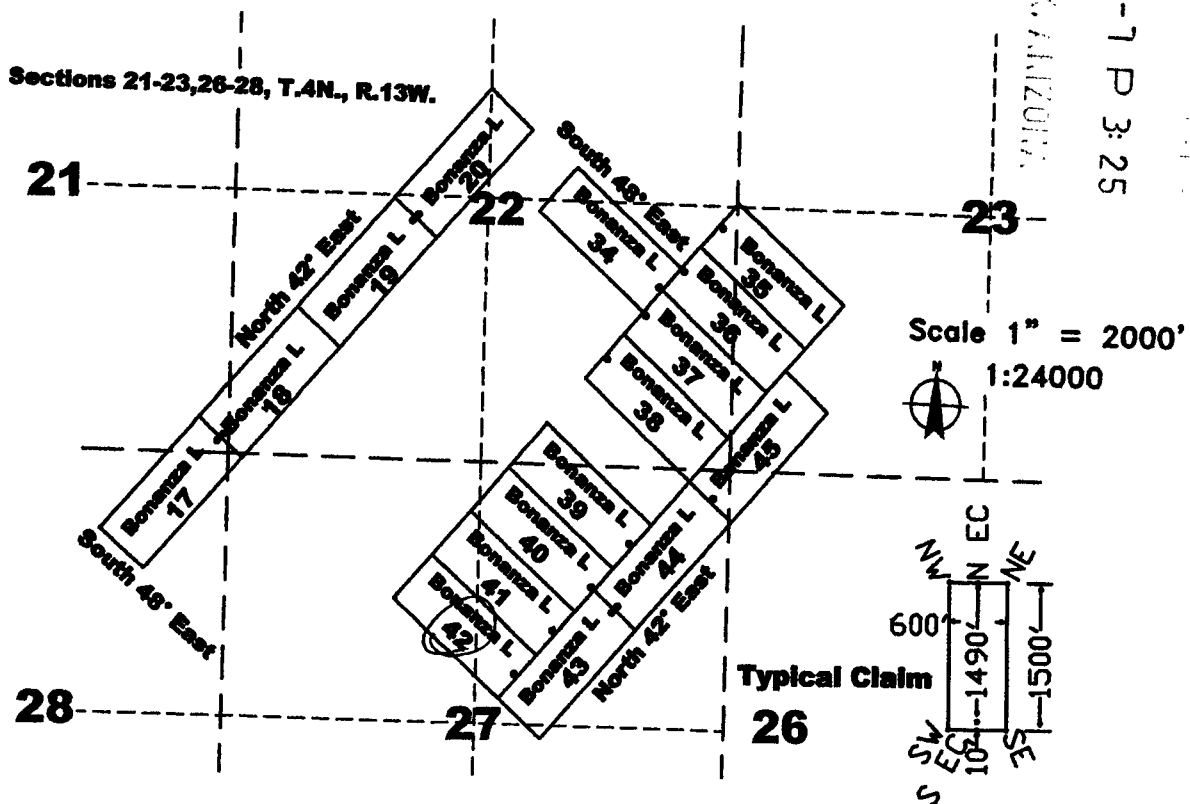 Sections 21-23,26-28, T.4N., R.13W.
-7 P 3:25
21
22
23
South 48° East
North 42° East
Bonanza L
20
Bonanza L
19
Bonanza L
18
Bonanza L
17
South 48° East
Bonanza L
34
Bonanza L
35
Bonanza L
36
Bonanza L
37
Bonanza L
38
Bonanza L
45
Scale 1" = 2000'
1:24000
N
Bonanza L
39
Bonanza L
40
Bonanza L
41
Bonanza L
42
Bonanza L
44
Bonanza L
43
North 42° East
28
27
26
Typical Claim
NW
N EC
NE
600'
1490'
1500'
10'
SW
S EC
SE